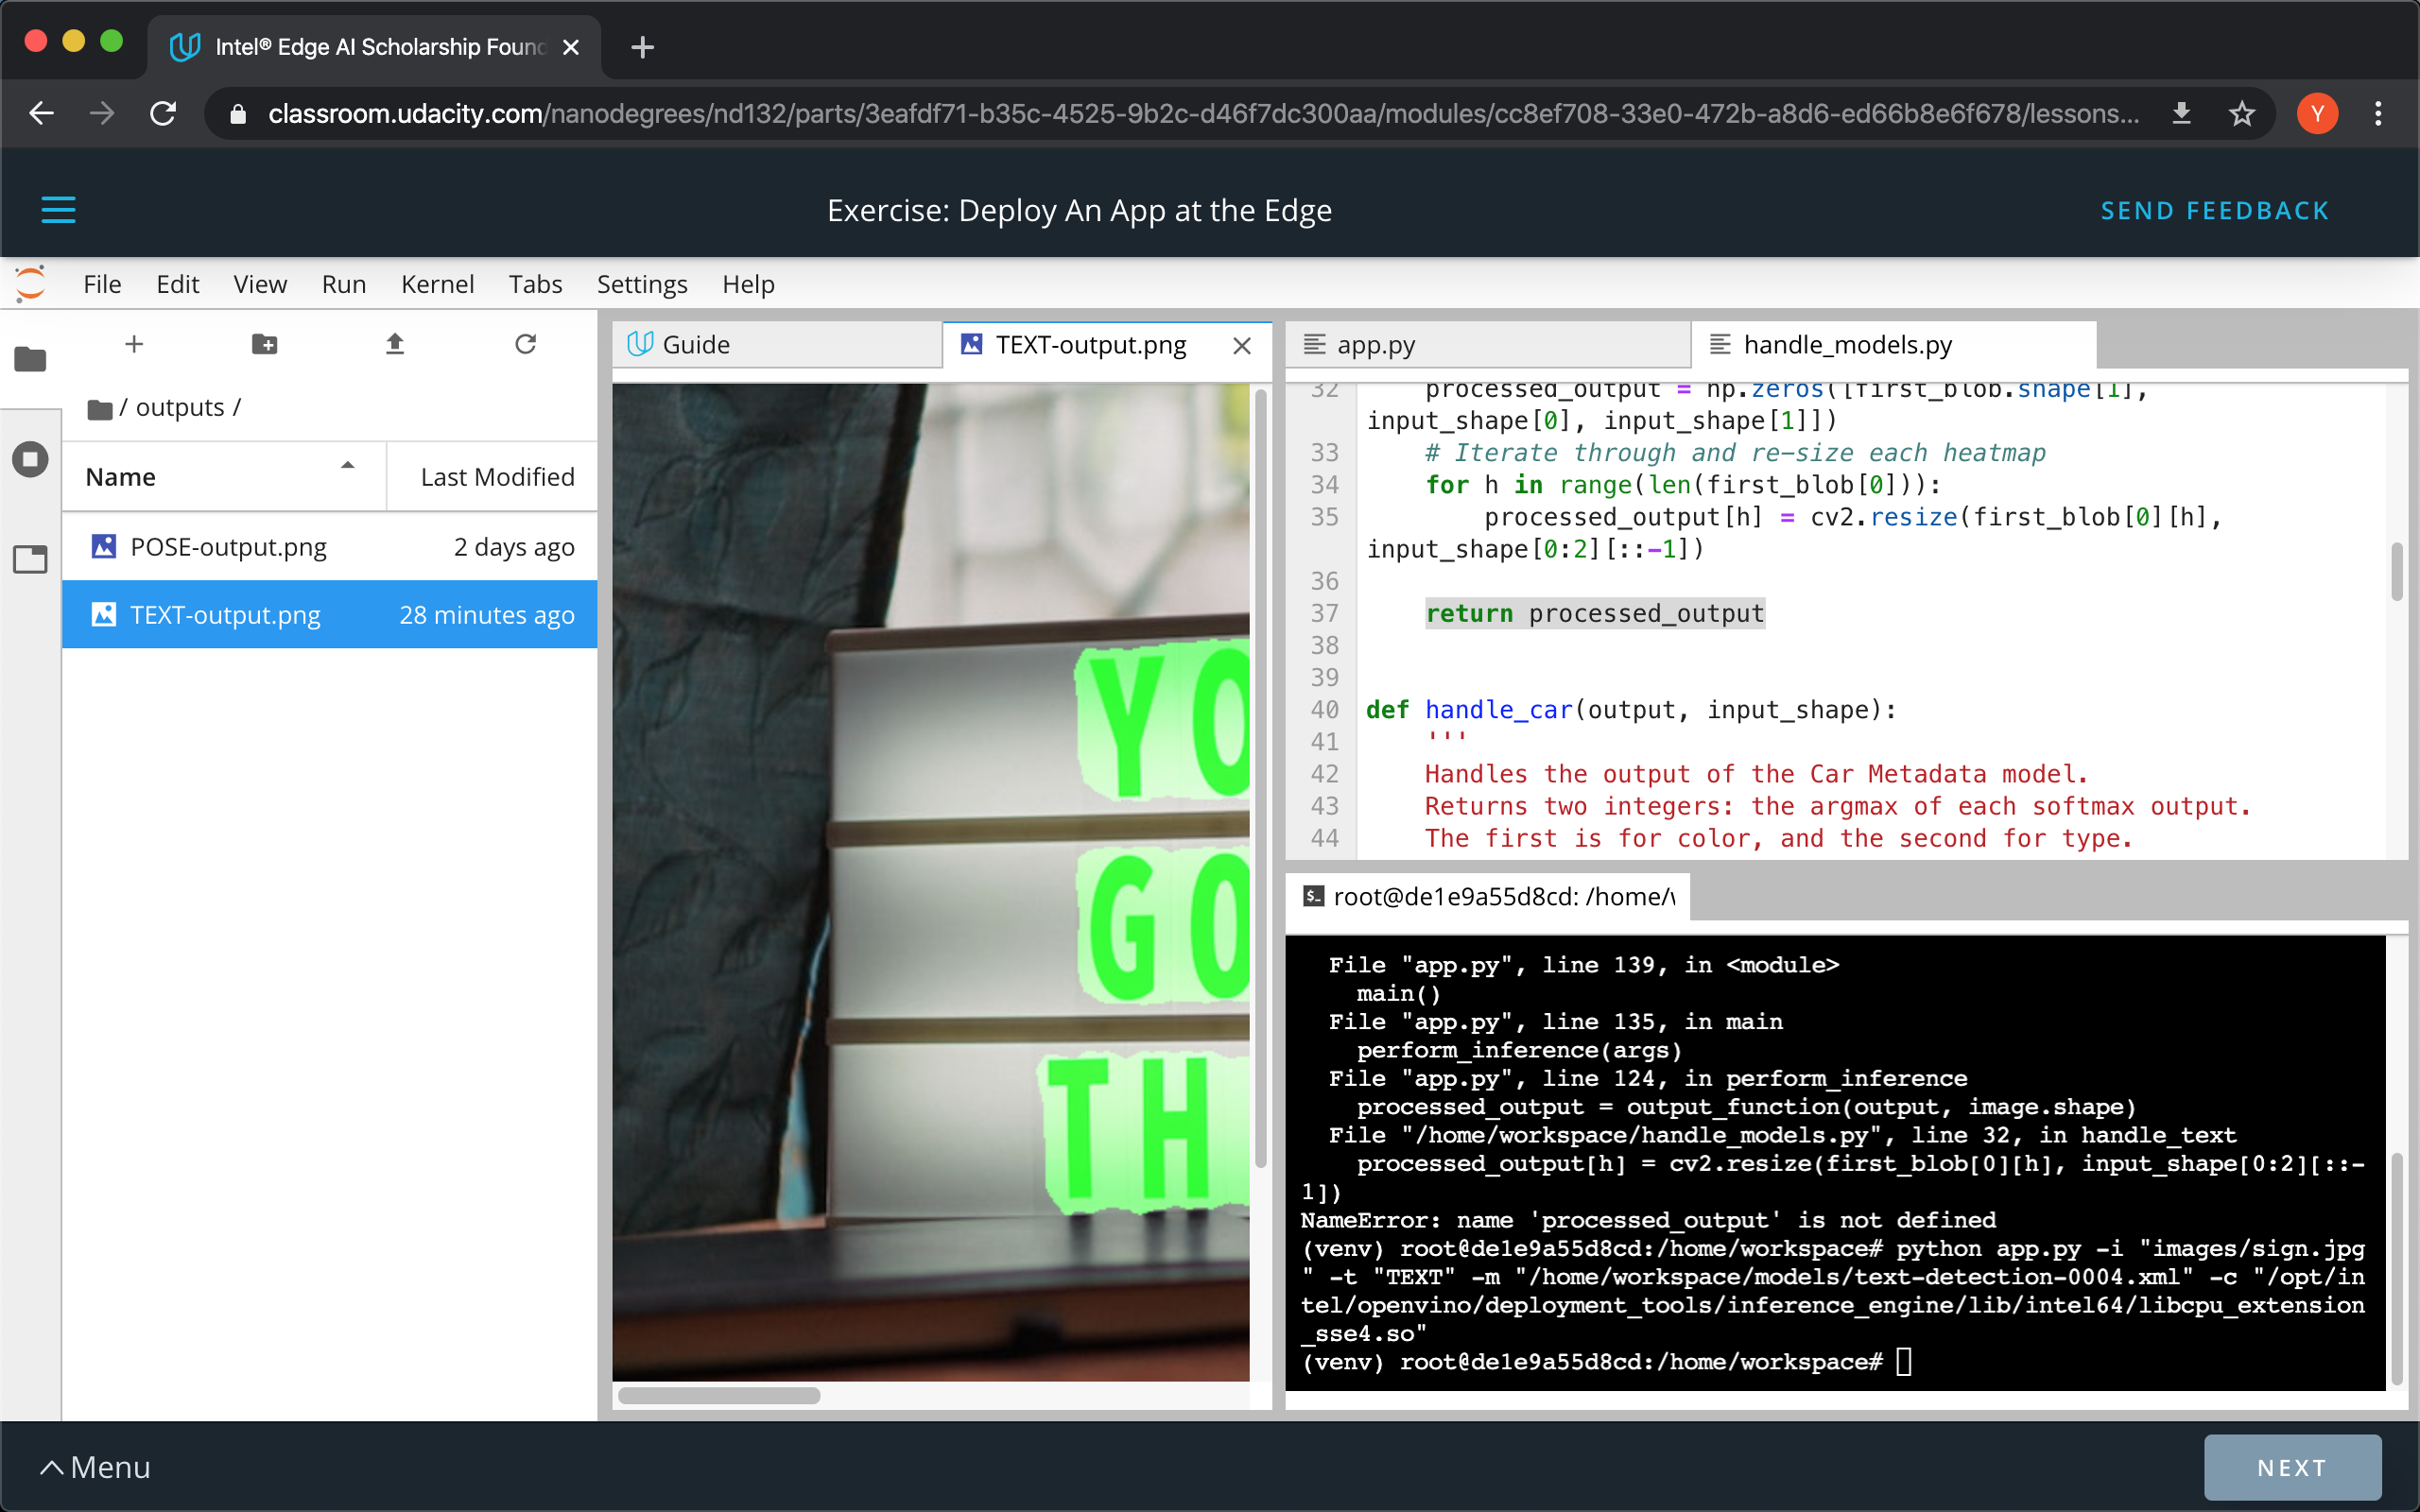 Intel® Edge AI Scholarship Foun
classroom.udacity.com/nanodegrees/nd132/parts/3eafdf71-b35c-4525-9b2c-d46f7dc300aa/modules/cc8ef708-33e0-472b-a8d6-ed66b8e6f678/lessons...
Y
Exercise: Deploy An App at the Edge
SEND FEEDBACK
File Edit View Run Kernel Tabs Settings Help
/ outputs /
Name Last Modified
POSE-output.png 2 days ago
TEXT-output.png 28 minutes ago
Guide
TEXT-output.png
YO
GO
TH
app.py
handle_models.py
32 processed_output = np.zeros([first_blob.shape[1],
input_shape[0], input_shape[1]])
33 # Iterate through and re-size each heatmap
34 for h in range(len(first_blob[0])):
35 processed_output[h] = cv2.resize(first_blob[0][h],
input_shape[0:2][::-1])
36
37 return processed_output
38
39
40 def handle_car(output, input_shape):
41 '''
42 Handles the output of the Car Metadata model.
43 Returns two integers: the argmax of each softmax output.
44 The first is for color, and the second for type.
root@de1e9a55d8cd: /home/
File "app.py", line 139, in <module>
main()
File "app.py", line 135, in main
perform_inference(args)
File "app.py", line 124, in perform_inference
processed_output = output_function(output, image.shape)
File "/home/workspace/handle_models.py", line 32, in handle_text
processed_output[h] = cv2.resize(first_blob[0][h], input_shape[0:2][::-
1])
NameError: name 'processed_output' is not defined
(venv) root@de1e9a55d8cd:/home/workspace# python app.py -i "images/sign.jpg
" -t "TEXT" -m "/home/workspace/models/text-detection-0004.xml" -c "/opt/in
tel/openvino/deployment_tools/inference_engine/lib/intel64/libcpu_extension
_sse4.so"
(venv) root@de1e9a55d8cd:/home/workspace#
Menu
NEXT